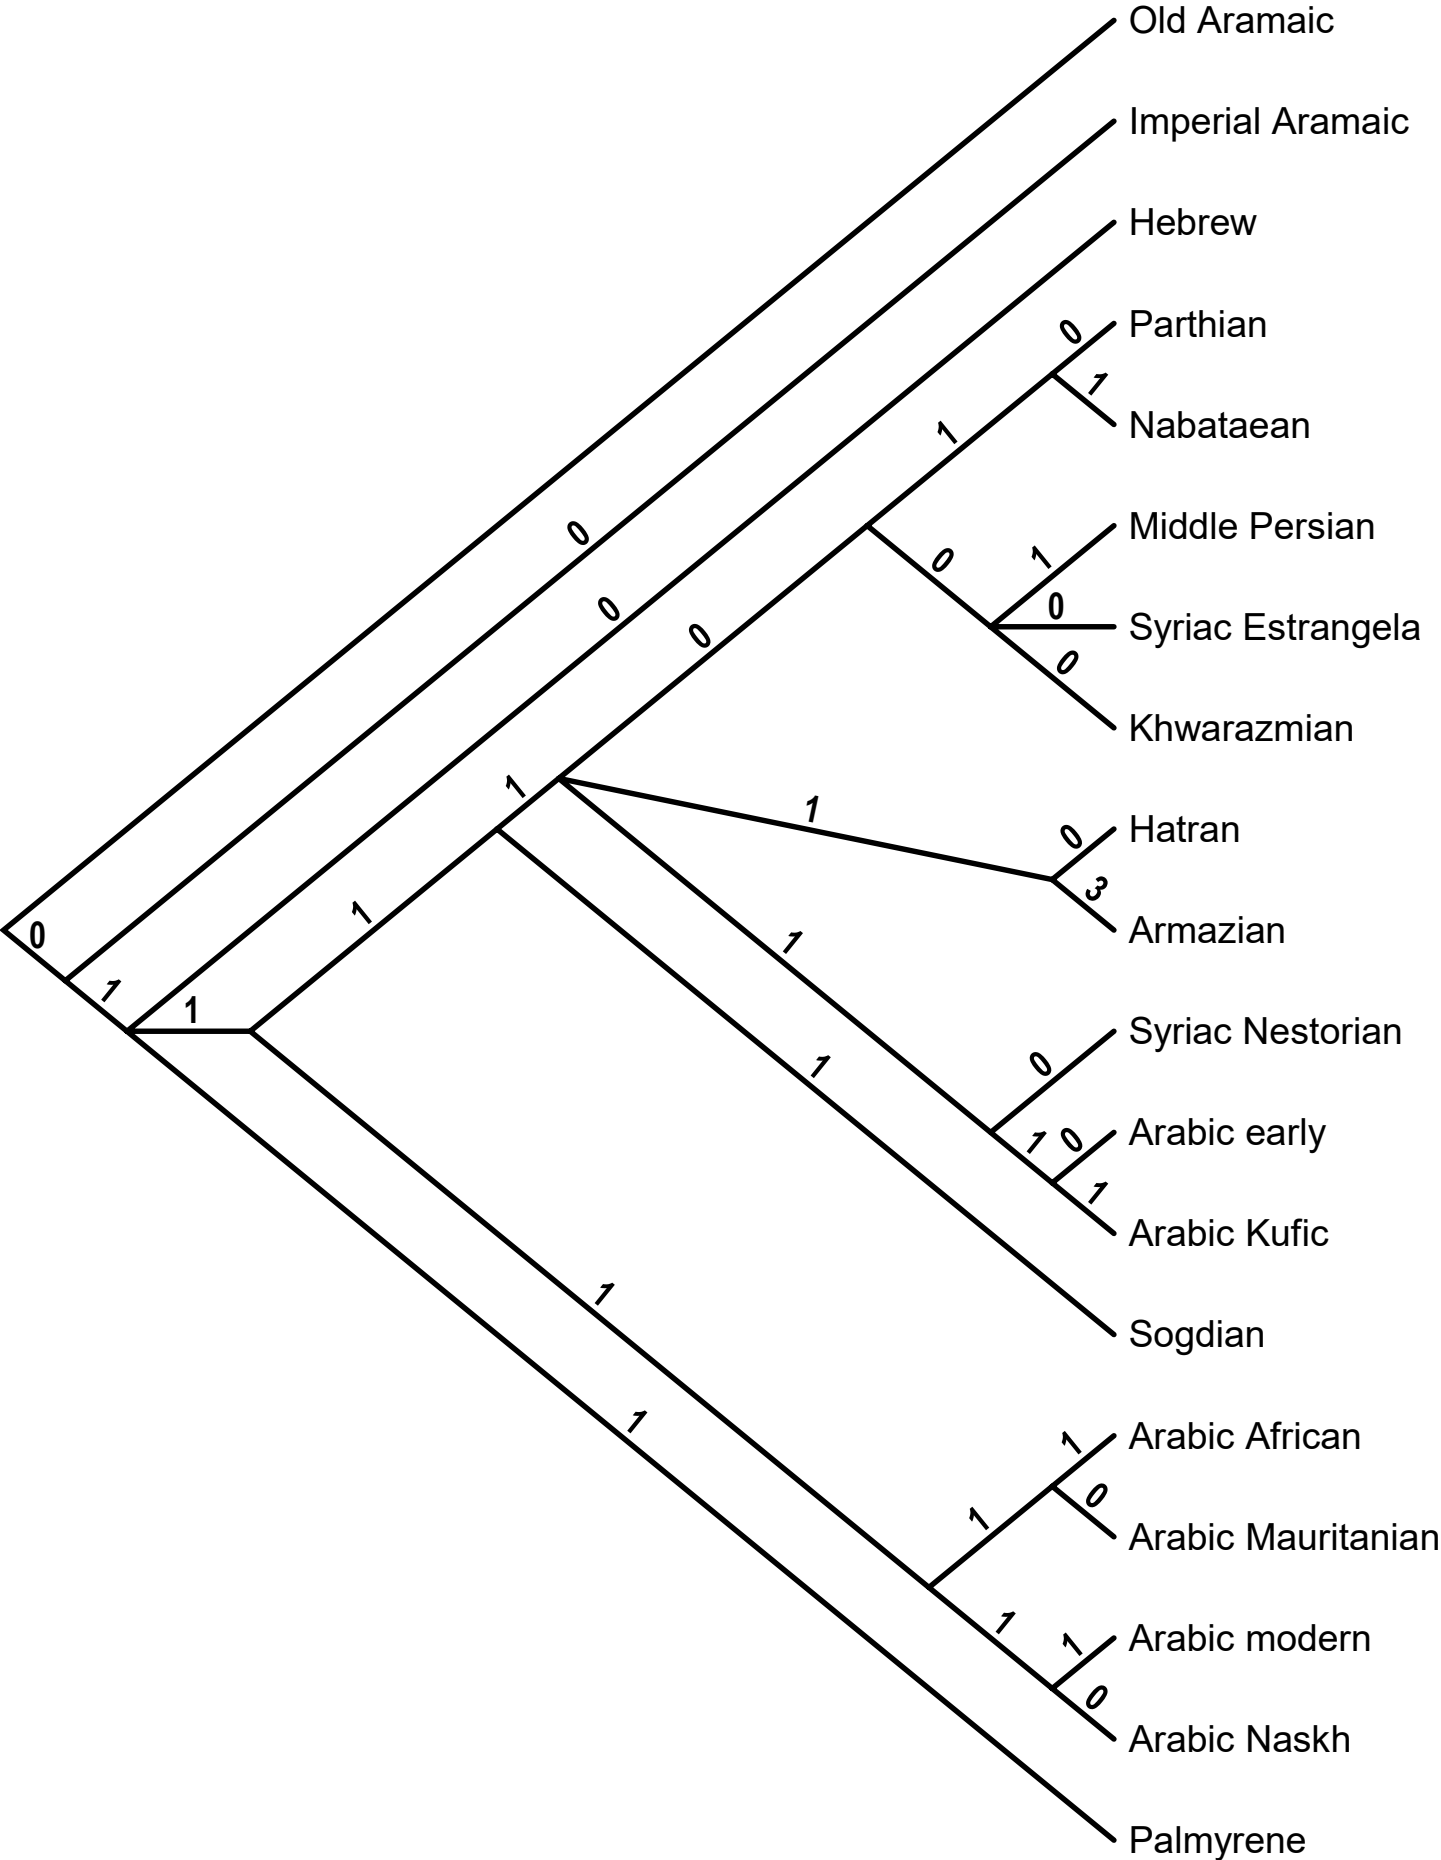 Old Aramaic
Imperial Aramaic
Hebrew
0 Parthian
1
1 Nabataean
0
1 Middle Persian
0
0 Syriac Estrangela
0
0
0 Khwarazmian
1
1
0 Hatran
3
1 Armazian
0
1
1
1
0 Syriac Nestorian
1
1 0 Arabic early
1
Arabic Kufic
1
Sogdian
1
1 Arabic African
0
1
Arabic Mauritanian
1
1 Arabic modern
0
Arabic Naskh
Palmyrene